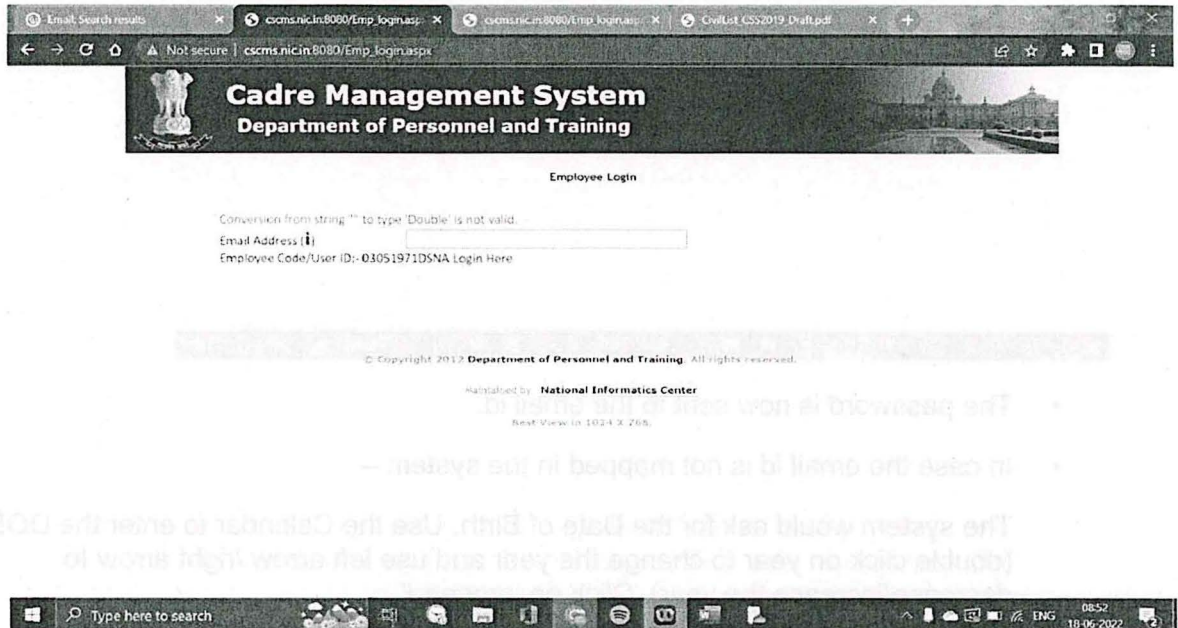 Email: Search results
cscms.nic.in:8080/Emp_login.asp
cscms.nic.in:8080/Emp_login.asp
CivilList_CSS2019_Draft.pdf
Not secure | cscms.nic.in:8080/Emp_login.aspx
Cadre Management System
Department of Personnel and Training
Employee Login
Conversion from string "" to type 'Double' is not valid.
Email Address (i)
Employee Code/User ID:- 03051971DSNA Login Here
© Copyright 2012 Department of Personnel and Training. All rights reserved.
Maintained by National Informatics Center
Best View in 1024 X 768.
• The password is now sent to the email id.
• In case the email id is not mapped in the system –
The system would ask for the Date of Birth. Use the Calendar to enter the DOB
(double click on year to change the year and use left arrow /right arrow to
Type here to search
ENG
08:52
18-06-2022